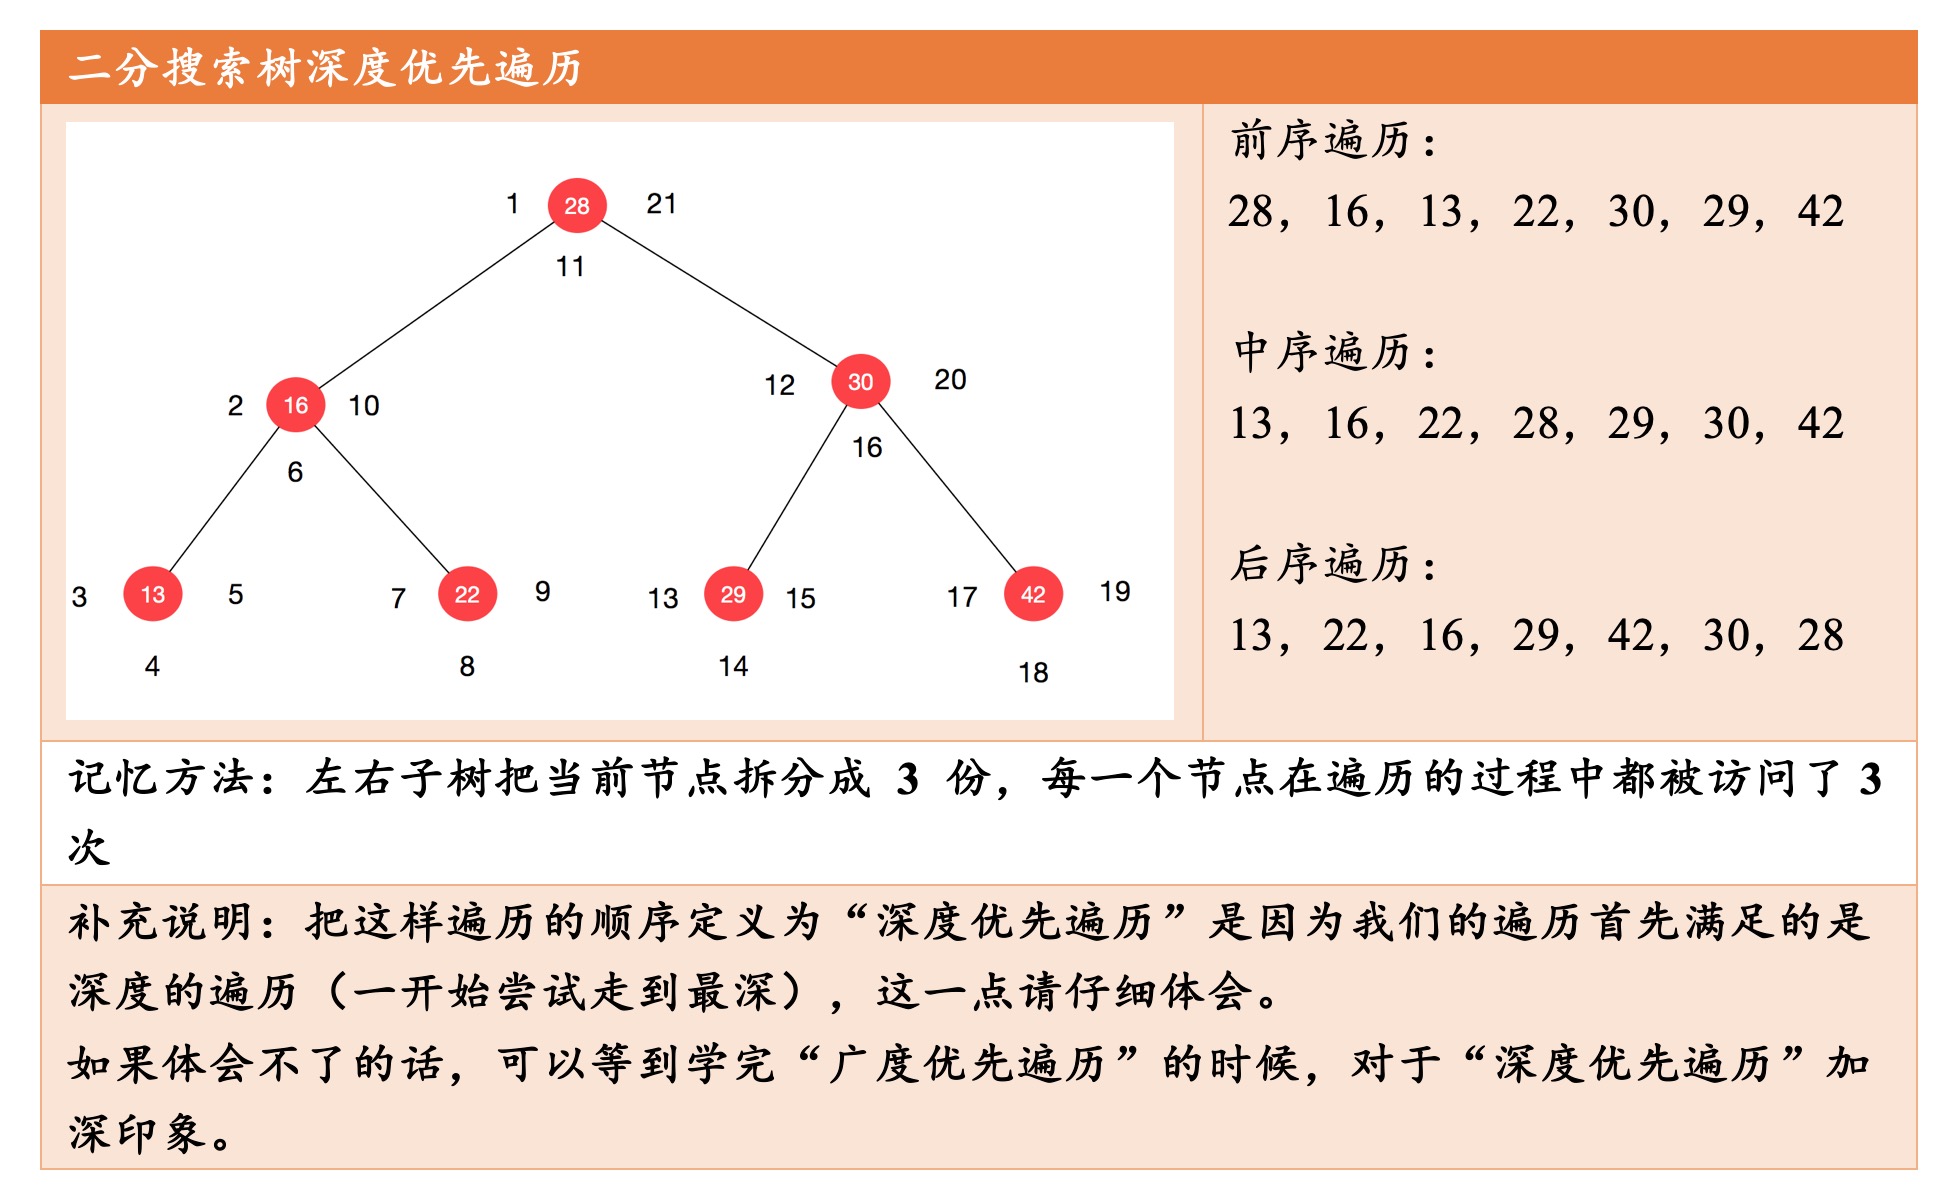 二分搜索树深度优先遍历
1 28 21
11
2 16 10
12 30 20
6
16
3 13 5
7 22 9
13 29 15
17 42 19
4
8
14
18
前序遍历：
28，16，13，22，30，29，42
中序遍历：
13，16，22，28，29，30，42
后序遍历：
13，22，16，29，42，30，28
记忆方法：左右子树把当前节点拆分成 3 份，每一个节点在遍历的过程中都被访问了 3
次
补充说明：把这样遍历的顺序定义为“深度优先遍历”是因为我们的遍历首先满足的是
深度的遍历（一开始尝试走到最深），这一点请仔细体会。
如果体会不了的话，可以等到学完“广度优先遍历”的时候，对于“深度优先遍历”加
深印象。